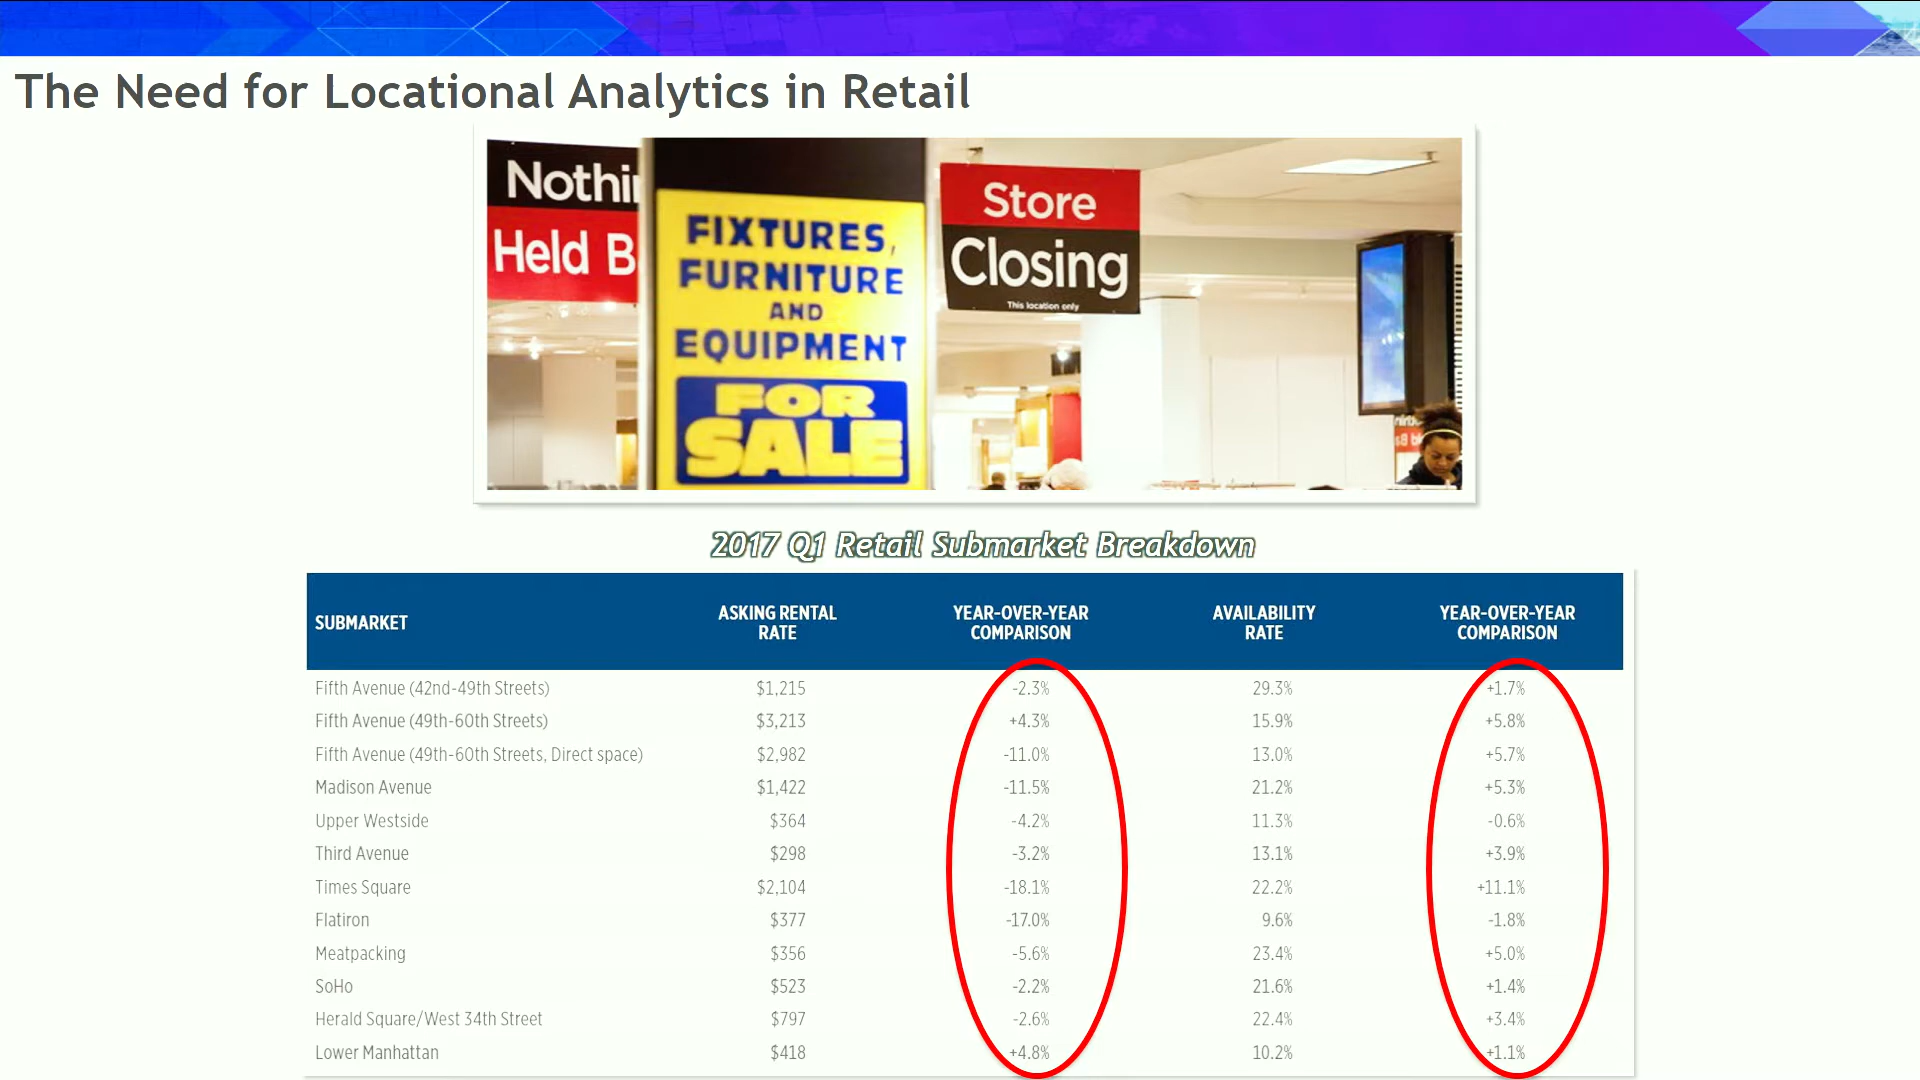 The Need for Locational Analytics in Retail
Nothi
Held B
FIXTURES,
FURNITURE
AND
EQUIPMENT
FOR
SALE
Store
Closing
This location only
2017 Q1 Retail Submarket Breakdown
SUBMARKET ASKING RENTAL RATE YEAR-OVER-YEAR COMPARISON AVAILABILITY RATE YEAR-OVER-YEAR COMPARISON
Fifth Avenue (42nd-49th Streets) $1,215 -2.3% 29.3% +1.7%
Fifth Avenue (49th-60th Streets) $3,213 +4.3% 15.9% +5.8%
Fifth Avenue (49th-60th Streets, Direct space) $2,982 -11.0% 13.0% +5.7%
Madison Avenue $1,422 -11.5% 21.2% +5.3%
Upper Westside $364 -4.2% 11.3% -0.6%
Third Avenue $298 -3.2% 13.1% +3.9%
Times Square $2,104 -18.1% 22.2% +11.1%
Flatiron $377 -17.0% 9.6% -1.8%
Meatpacking $356 -5.6% 23.4% +5.0%
SoHo $523 -2.2% 21.6% +1.4%
Herald Square/West 34th Street $797 -2.6% 22.4% +3.4%
Lower Manhattan $418 +4.8% 10.2% +1.1%